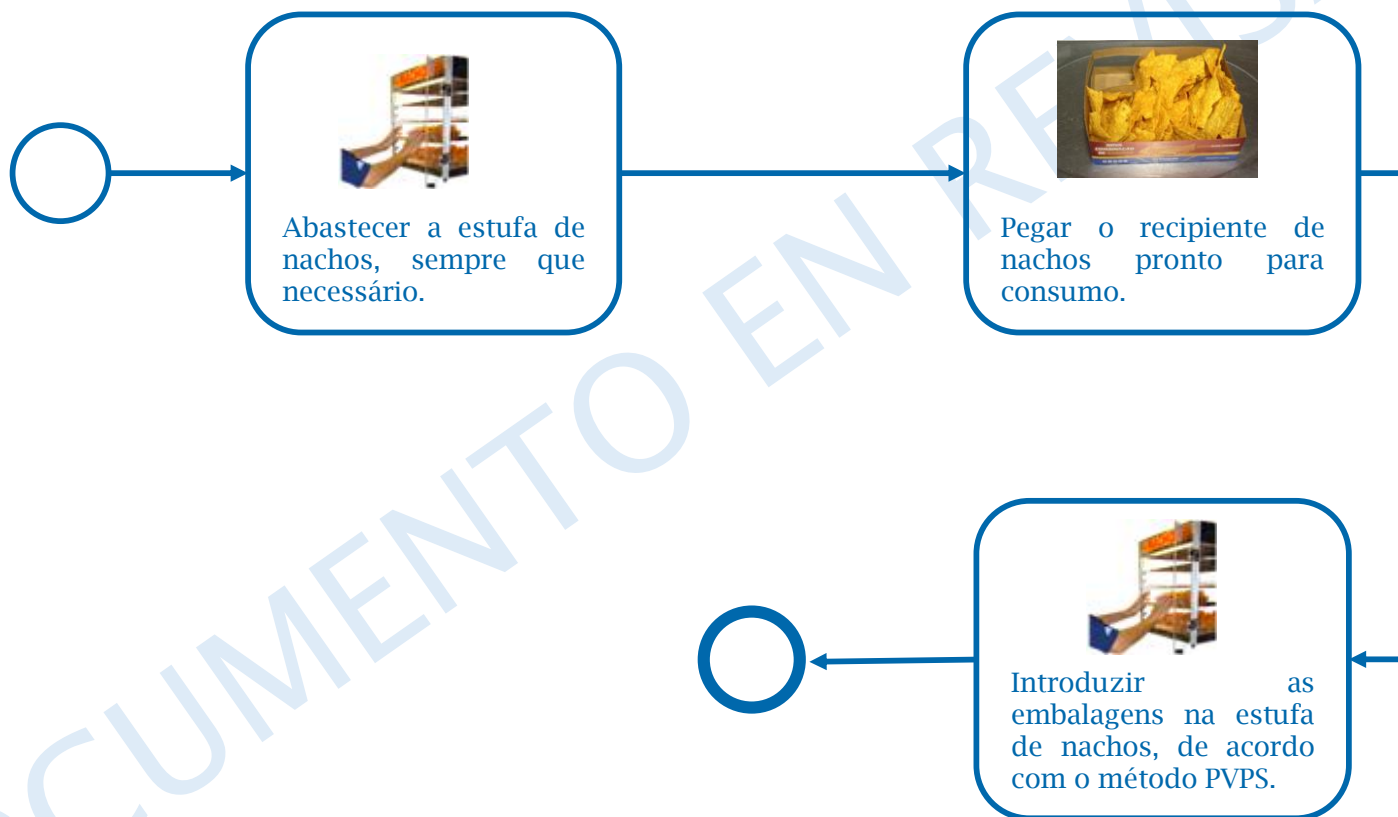 Abastecer a estufa de
nachos, sempre que
necessário.
Pegar o recipiente de
nachos pronto para
consumo.
Introduzir as
embalagens na estufa
de nachos, de acordo
com o método PVPS.
CUMENTO EN REVIS